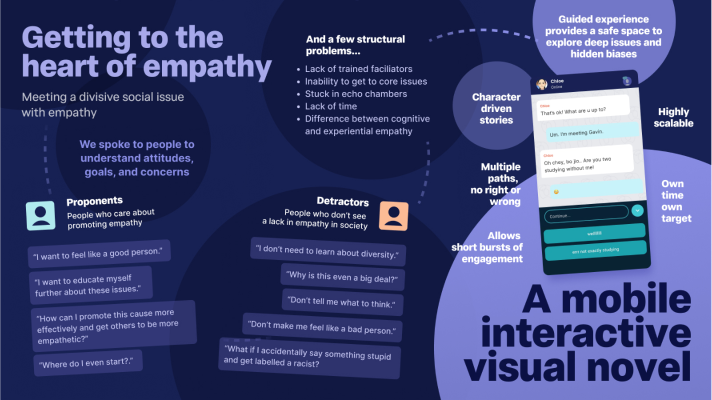 Getting to the
heart of empathy
Meeting a divisive social issue
with empathy
We spoke to people to
understand attitudes,
goals, and concerns
Proponents
People who care about
promoting empathy
"I want to feel like a good person."
"I want to educate myself
further about these issues."
"How can I promote this cause more
effectively and get others to be more
empathetic?"
"Where do I even start?."
And a few structural
problems...
• Lack of trained faciliators
• Inability to get to core issues
• Stuck in echo chambers
• Lack of time
• Difference between cognitive
and experiential empathy
Detractors
People who don't see
a lack in empathy in society
"I don't need to learn about diversity."
"Why is this even a big deal?"
"Don't tell me what to think."
"Don't make me feel like a bad person."
"What if I accidentally say something stupid
and get labelled a racist?
Guided experience
provides a safe space to
explore deep issues and
hidden biases
Character
driven
stories
Multiple
paths,
no right or
wrong
Allows
short bursts of
engagement
Chloe
Online
Chloe
That's ok! What are u up to?
Um. I'm meeting Gavin.
Chloe
Oh chey, bo jio.. Are you two
studying without me!
Continue...
am not exactly studying
Highly
scalable
Own
time
own
target
A mobile
interactive
visual novel